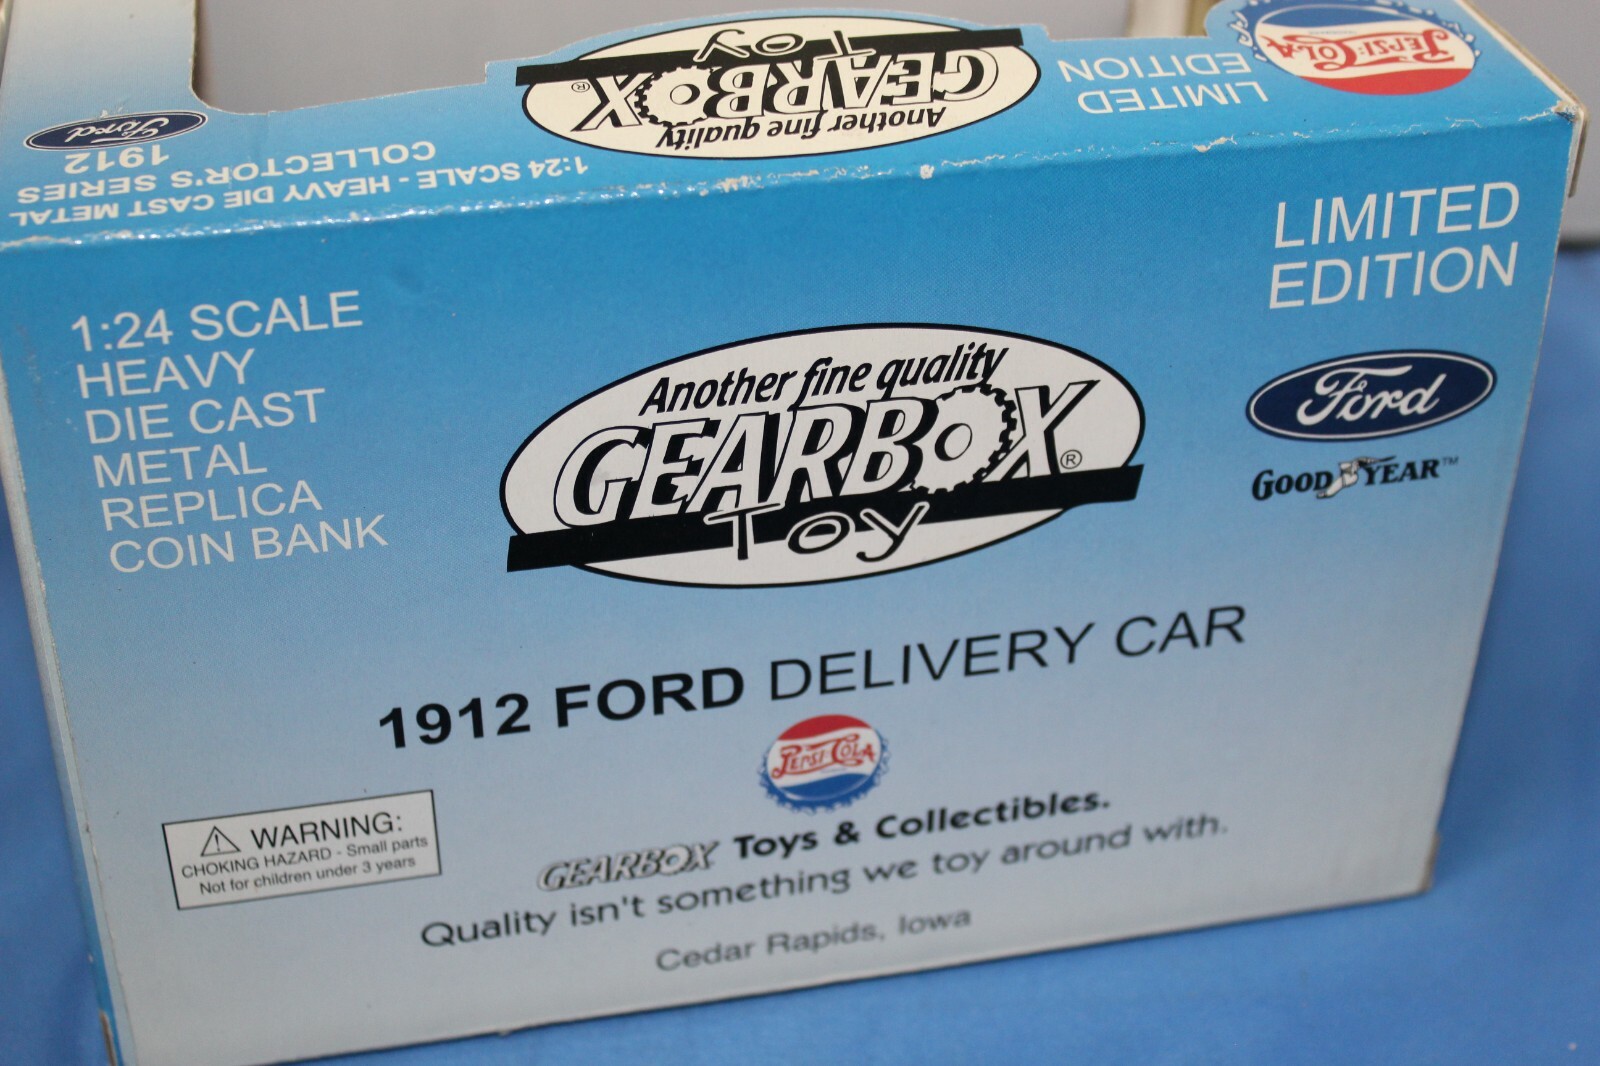 PEPSI-COLA
LIMITED
EDITION
Another fine quality
GEARBOX ®
Toy
Ford
1912
COLLECTOR'S SERIES
1:24 SCALE - HEAVY DIE CAST METAL
1:24 SCALE
HEAVY
DIE CAST
METAL
REPLICA
COIN BANK
Another fine quality
GEARBOX®
Toy
LIMITED
EDITION
Ford
GOOD YEAR™
1912 FORD DELIVERY CAR
PEPSI-COLA
WARNING:
CHOKING HAZARD - Small parts
Not for children under 3 years
GEARBOX Toys & Collectibles.
Quality isn't something we toy around with.
Cedar Rapids, Iowa